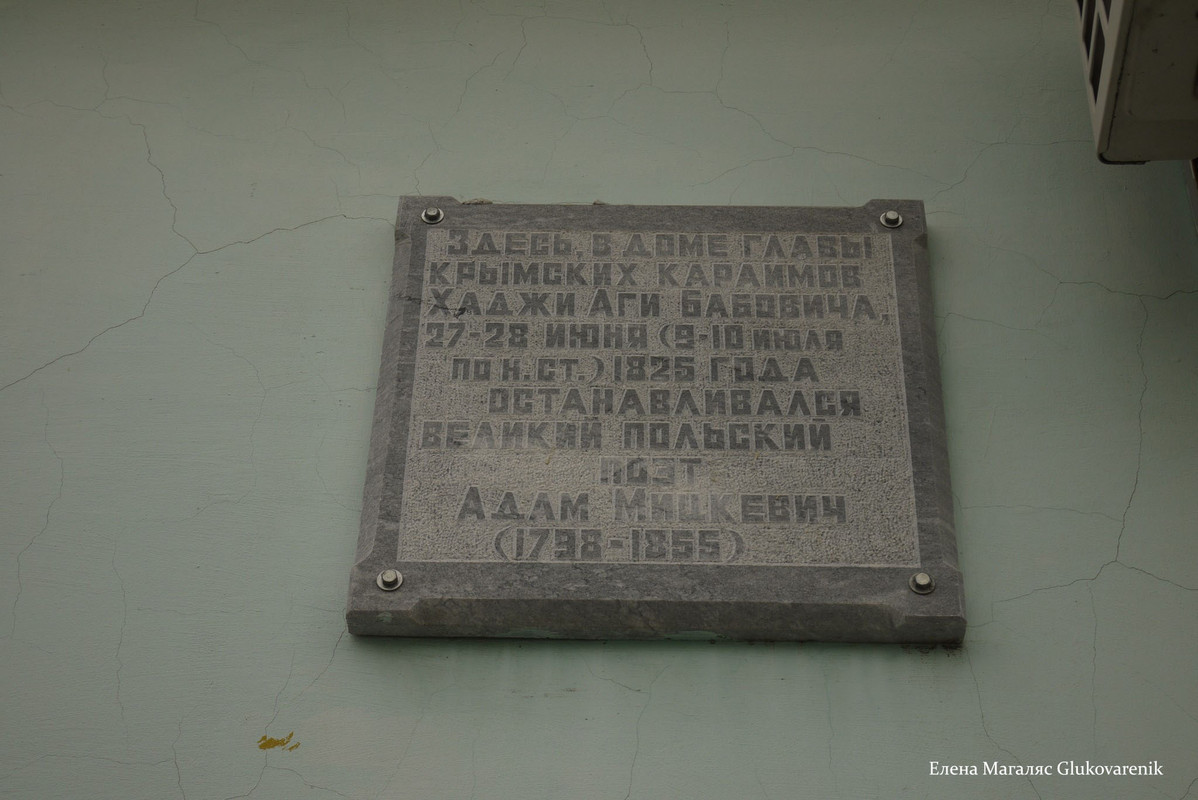 Здесь, в доме главы
крымских караимов
Хаджи Аги Бабовича,
27-28 июня (9-10 июля
по н. ст.) 1825 года
останавливался
великий польский
поэт
Адам Мицкевич
(1798-1855)
Елена Магаляс Glukovarenik